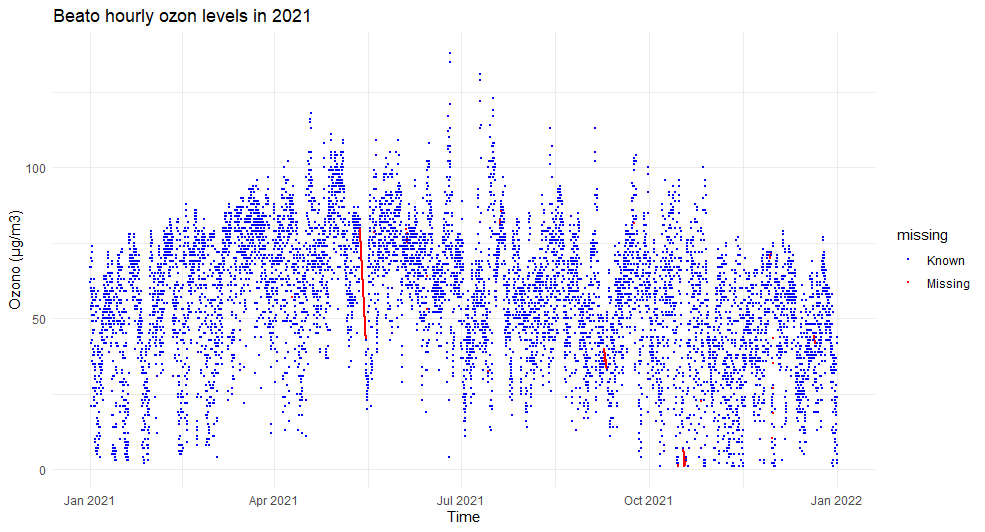 Beato hourly ozon levels in 2021
Ozono (µg/m3)
100
50
0
Jan 2021
Apr 2021
Jul 2021
Oct 2021
Jan 2022
Time
missing
Known
Missing